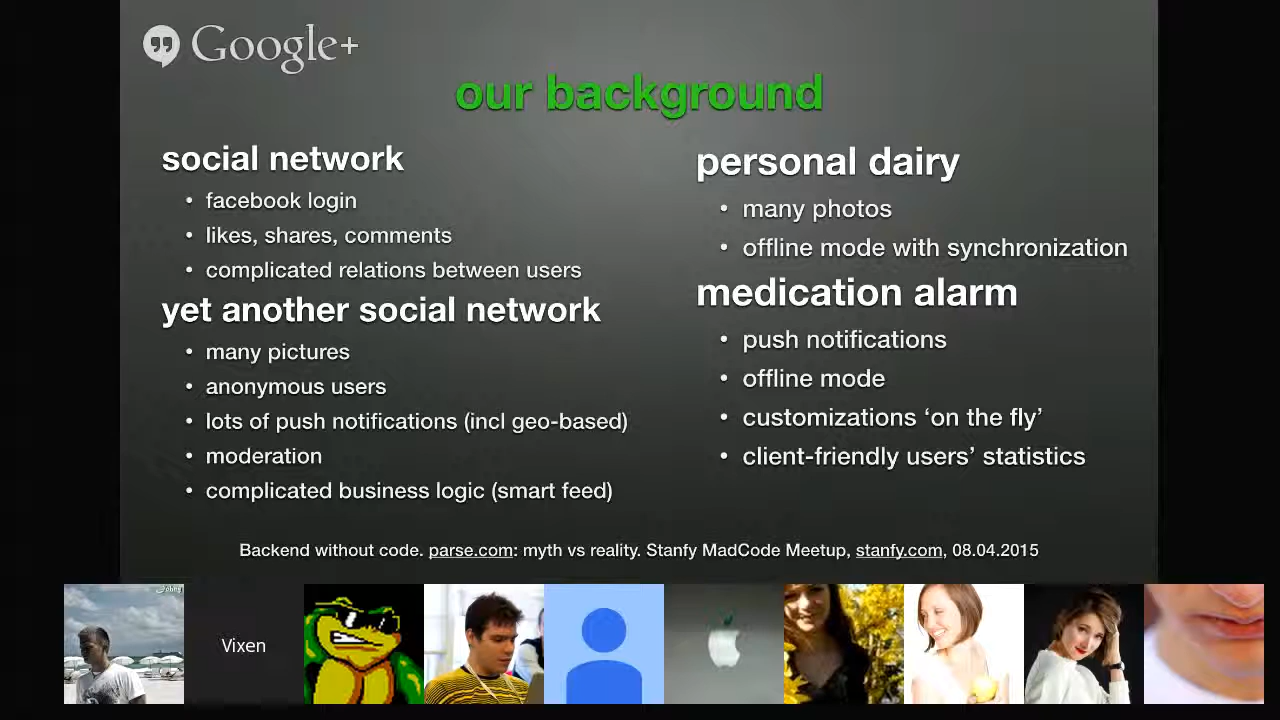 Google+
our background
social network
• facebook login
• likes, shares, comments
• complicated relations between users
yet another social network
• many pictures
• anonymous users
• lots of push notifications (incl geo-based)
• moderation
• complicated business logic (smart feed)
personal dairy
• many photos
• offline mode with synchronization
medication alarm
• push notifications
• offline mode
• customizations ‘on the fly’
• client-friendly users’ statistics
Backend without code. parse.com: myth vs reality. Stanfy MadCode Meetup, stanfy.com, 08.04.2015
Johny
Vixen